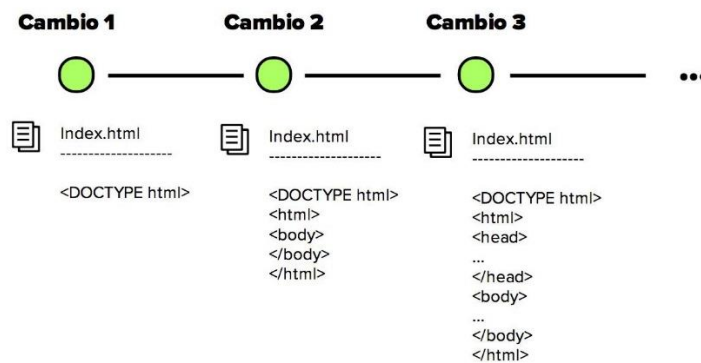 Cambio 1
Cambio 2
Cambio 3
...
Index.html
--------------------
<DOCTYPE html>
Index.html
--------------------
<DOCTYPE html>
<html>
<body>
</body>
</html>
Index.html
--------------------
<DOCTYPE html>
<html>
<head>
...
</head>
<body>
...
</body>
</html>